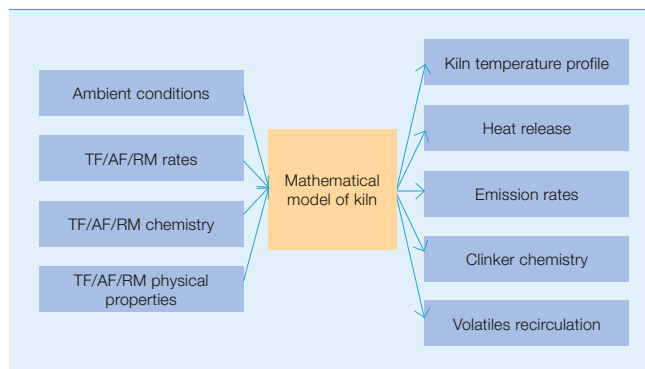 Ambient conditions
TF/AF/RM rates
TF/AF/RM chemistry
TF/AF/RM physical
properties
Mathematical
model of kiln
Kiln temperature profile
Heat release
Emission rates
Clinker chemistry
Volatiles recirculation